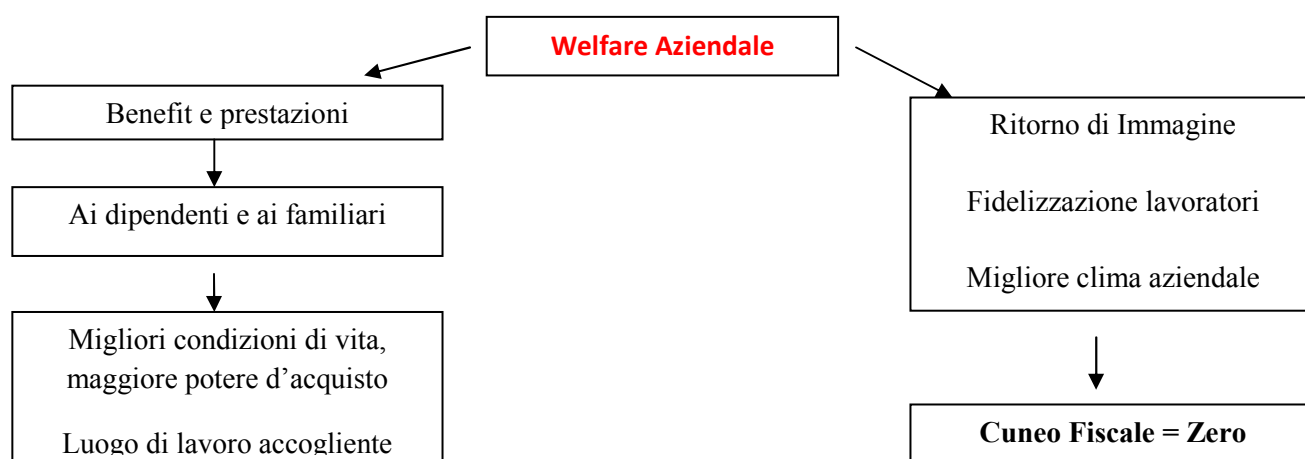 Welfare Aziendale
Benefit e prestazioni
Ai dipendenti e ai familiari
Migliori condizioni di vita,
maggiore potere d'acquisto
Luogo di lavoro accogliente
Ritorno di Immagine
Fidelizzazione lavoratori
Migliore clima aziendale
Cuneo Fiscale = Zero